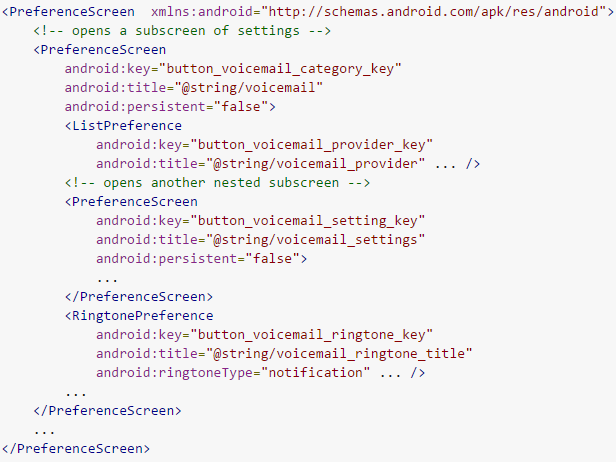 <PreferenceScreen  xmlns:android="http://schemas.android.com/apk/res/android">
    <!-- opens a subscreen of settings -->
    <PreferenceScreen
        android:key="button_voicemail_category_key"
        android:title="@string/voicemail"
        android:persistent="false">
        <ListPreference
            android:key="button_voicemail_provider_key"
            android:title="@string/voicemail_provider" ... />
        <!-- opens another nested subscreen -->
        <PreferenceScreen
            android:key="button_voicemail_setting_key"
            android:title="@string/voicemail_settings"
            android:persistent="false">
            ...
        </PreferenceScreen>
        <RingtonePreference
            android:key="button_voicemail_ringtone_key"
            android:title="@string/voicemail_ringtone_title"
            android:ringtoneType="notification" ... />
        ...
    </PreferenceScreen>
    ...
</PreferenceScreen>